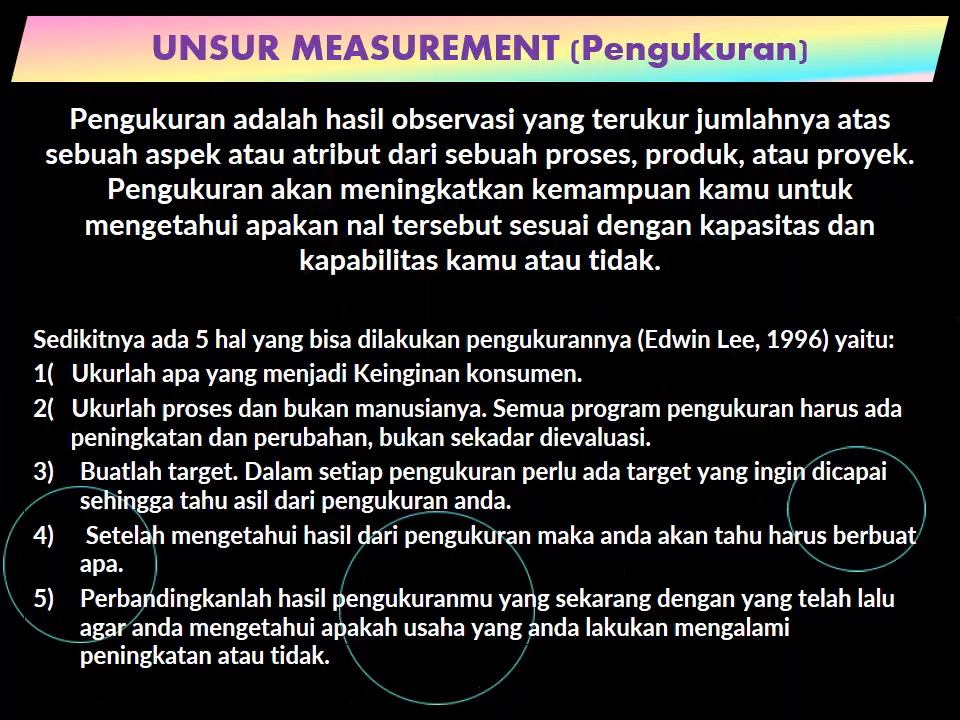 UNSUR MEASUREMENT (Pengukuran)
Pengukuran adalah hasil observasi yang terukur jumlahnya atas
sebuah aspek atau atribut dari sebuah proses, produk, atau proyek.
Pengukuran akan meningkatkan kemampuan kamu untuk
mengetahui apakan nal tersebut sesuai dengan kapasitas dan
kapabilitas kamu atau tidak.
Sedikitnya ada 5 hal yang bisa dilakukan pengukurannya (Edwin Lee, 1996) yaitu:
1( Ukurlah apa yang menjadi Keinginan konsumen.
2( Ukurlah proses dan bukan manusianya. Semua program pengukuran harus ada
peningkatan dan perubahan, bukan sekadar dievaluasi.
3) Buatlah target. Dalam setiap pengukuran perlu ada target yang ingin dicapai
sehingga tahu asil dari pengukuran anda.
4) Setelah mengetahui hasil dari pengukuran maka anda akan tahu harus berbuat
apa.
5) Perbandingkanlah hasil pengukuranmu yang sekarang dengan yang telah lalu
agar anda mengetahui apakah usaha yang anda lakukan mengalami
peningkatan atau tidak.